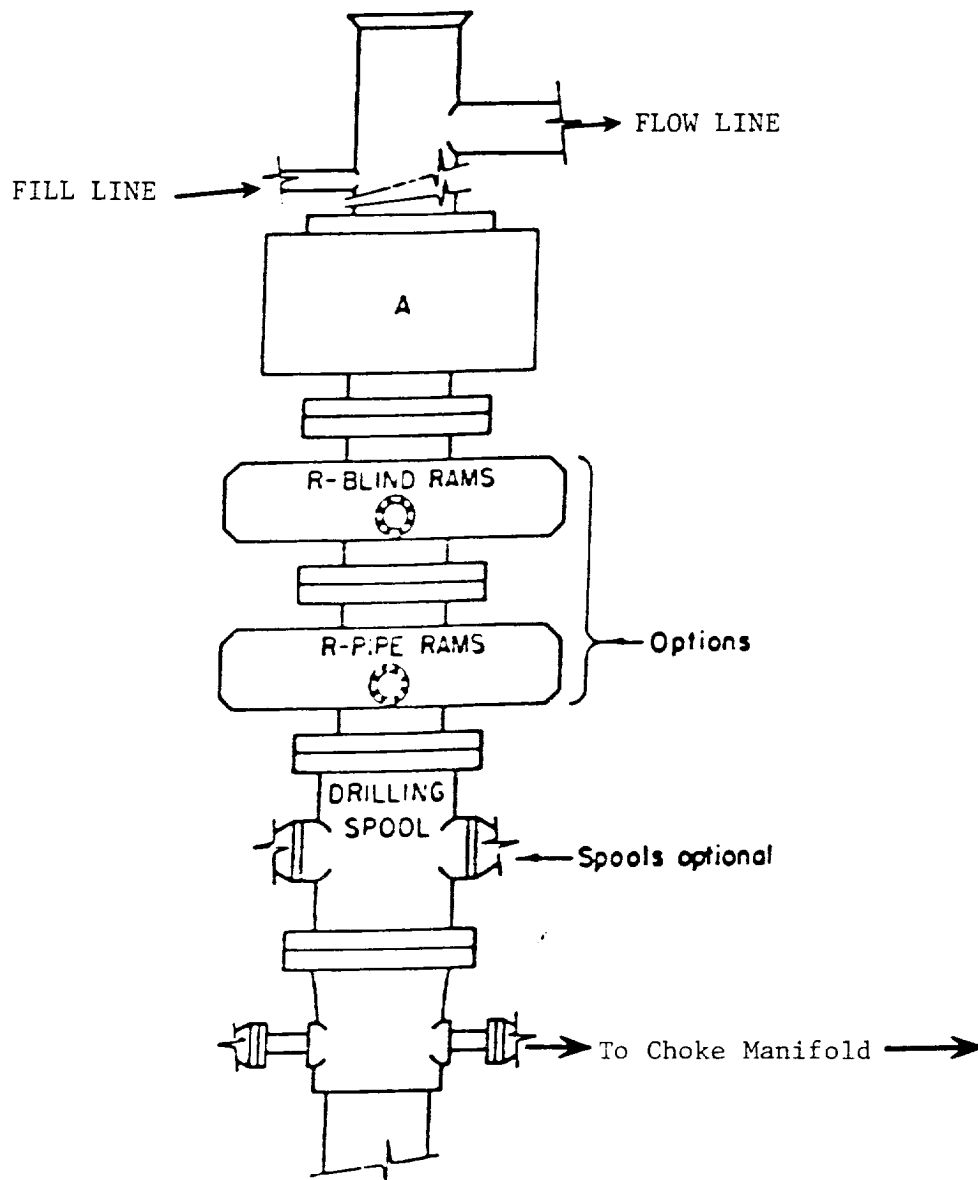 FLOW LINE
FILL LINE
A
R-BLIND RAMS
R-PIPE RAMS
Options
DRILLING
SPOOL
Spools optional
To Choke Manifold